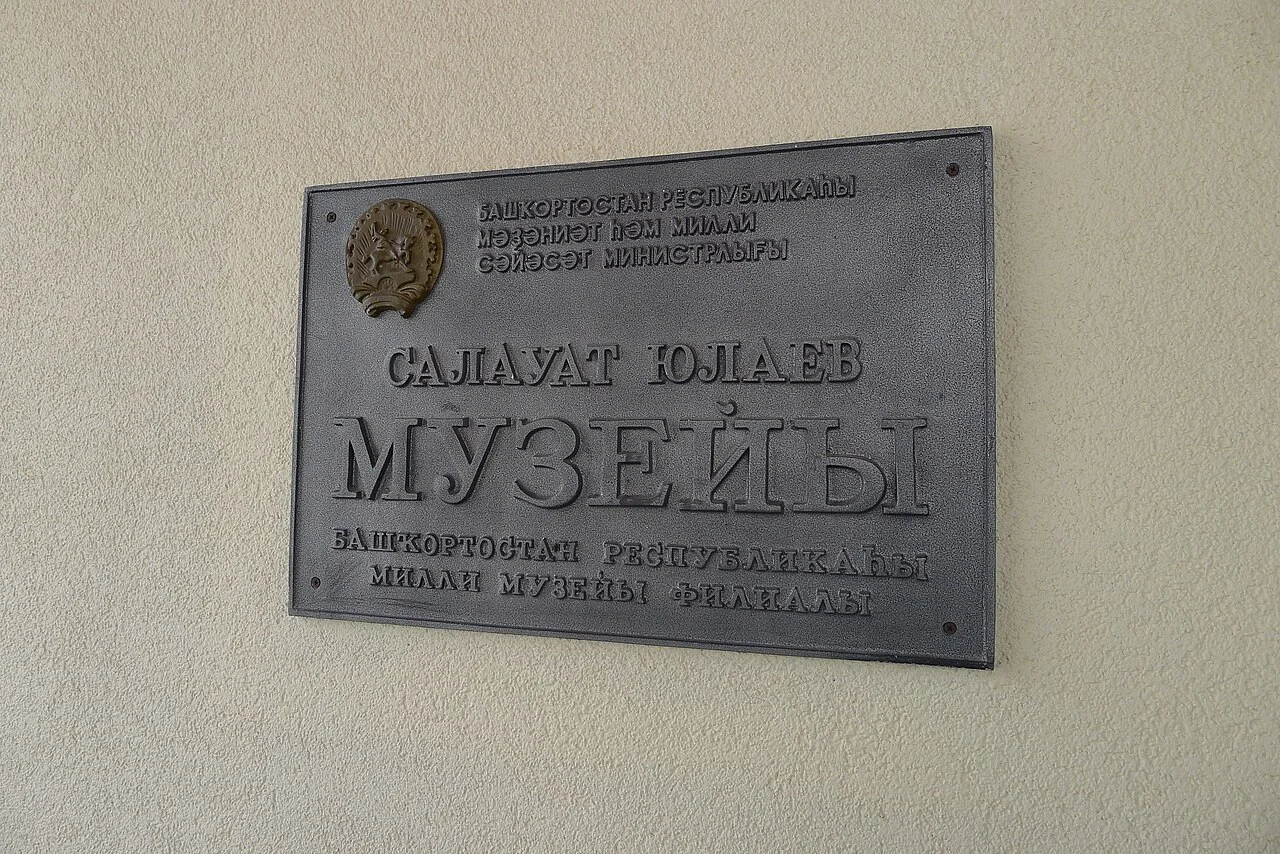 БАШҠОРТОСТАН РЕСПУБЛИКАҺЫ
МӘҘӘНИӘТ ҺӘМ МИЛЛИ
СӘЙӘСӘТ МИНИСТРЛЫҒЫ
САЛАУАТ ЮЛАЕВ
МУЗЕЙЫ
БАШҠОРТОСТАН РЕСПУБЛИКАҺЫ
МИЛЛИ МУЗЕЙЫ ФИЛИАЛЫ